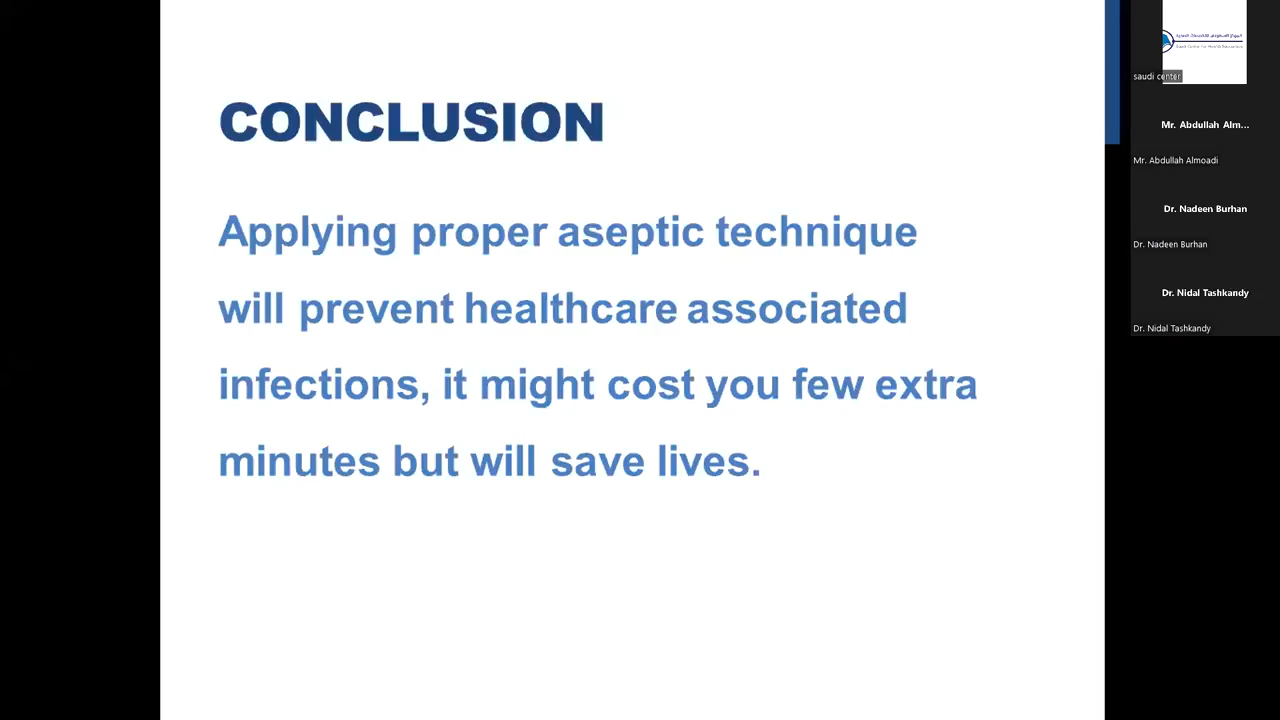 CONCLUSION
Applying proper aseptic technique
will prevent healthcare associated
infections, it might cost you few extra
minutes but will save lives.
saudi center
Mr. Abdullah Alm...
Mr. Abdullah Almoadi
Dr. Nadeen Burhan
Dr. Nadeen Burhan
Dr. Nidal Tashkandy
Dr. Nidal Tashkandy